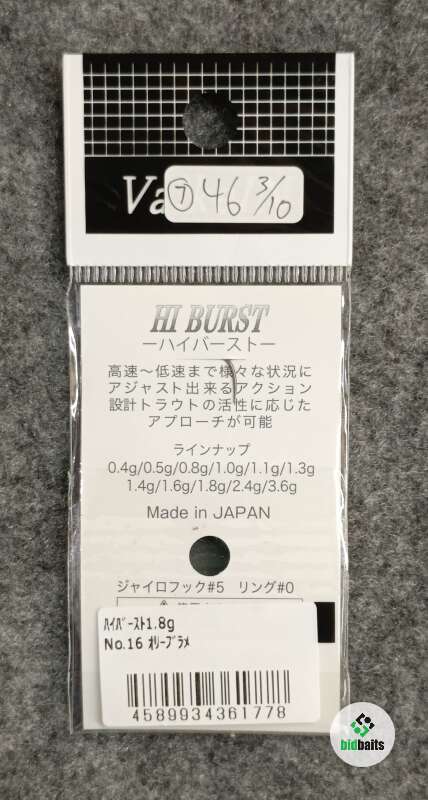 Va
⑦ 46 3/10
HI BURST
ーハイバーストー
高速～低速まで様々な状況に
アジャスト出来るアクション
設計トラウトの活性に応じた
アプローチが可能
ラインナップ
0.4g/0.5g/0.8g/1.0g/1.1g/1.3g
1.4g/1.6g/1.8g/2.4g/3.6g
Made in JAPAN
ジャイロフック#5 リング#0
ﾊｲﾊﾞｰｽﾄ1.8g
No.16 ｵﾘｰﾌﾞﾗﾒ
4589934361778
bidbaits